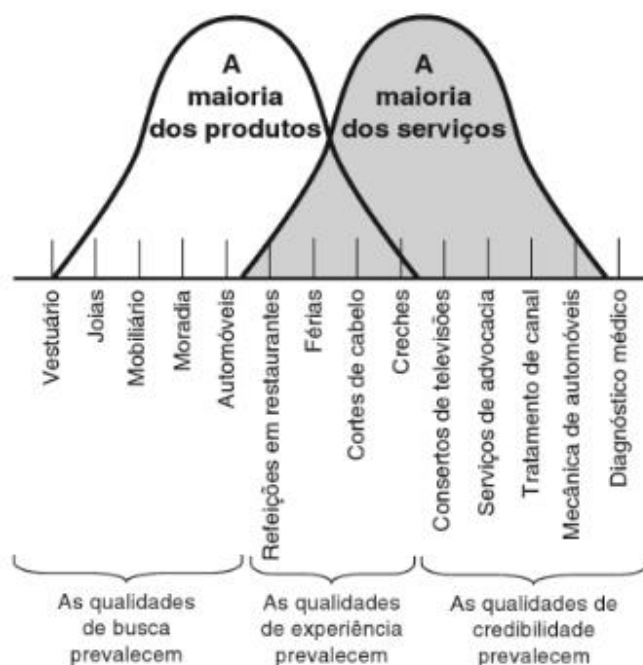 A
maioria
dos produtos
A
maioria
dos serviços
Vestuário
Joias
Mobiliário
Moradia
Automóveis
Refeições em restaurantes
Férias
Cortes de cabelo
Creches
Consertos de televisões
Serviços de advocacia
Tratamento de canal
Mecânica de automóveis
Diagnóstico médico
As qualidades
de busca
prevalecem
As qualidades
de experiência
prevalecem
As qualidades de
credibilidade
prevalecem